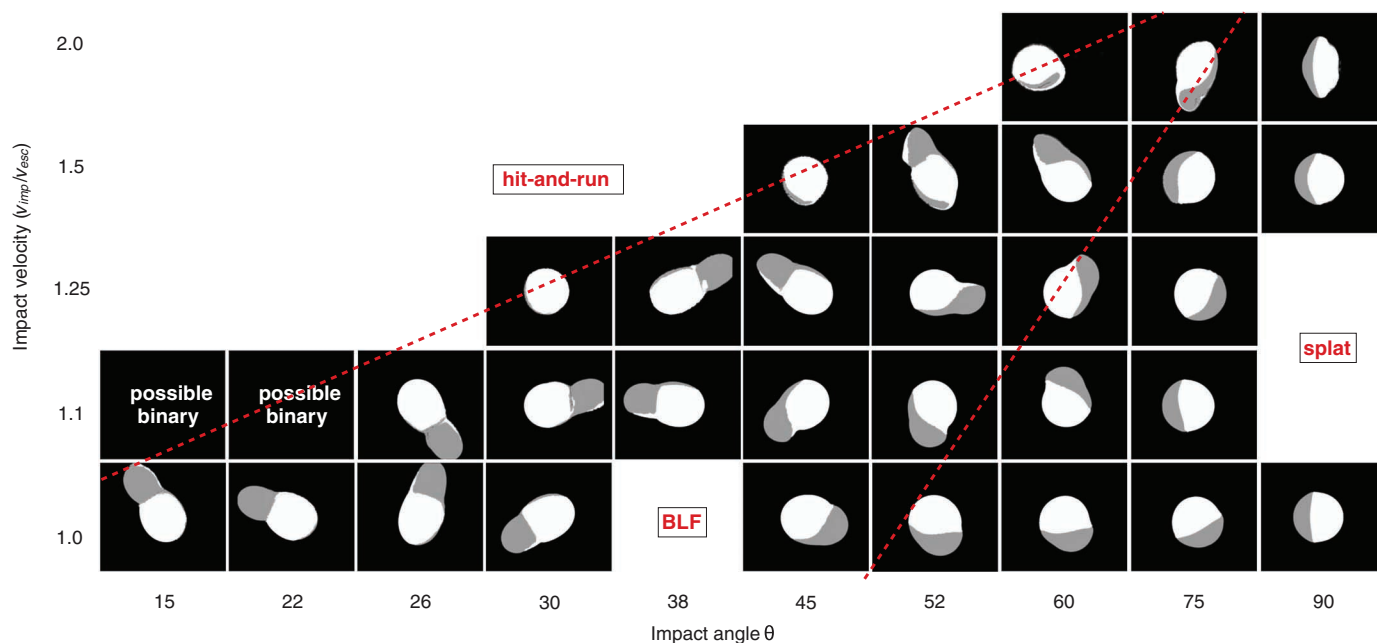 2.0
1.5
hit-and-run
Impact velocity (v_imp/v_esc)
1.25
splat
possible
binary
possible
binary
1.1
BLF
1.0
15 22 26 30 38 45 52 60 75 90
Impact angle θ